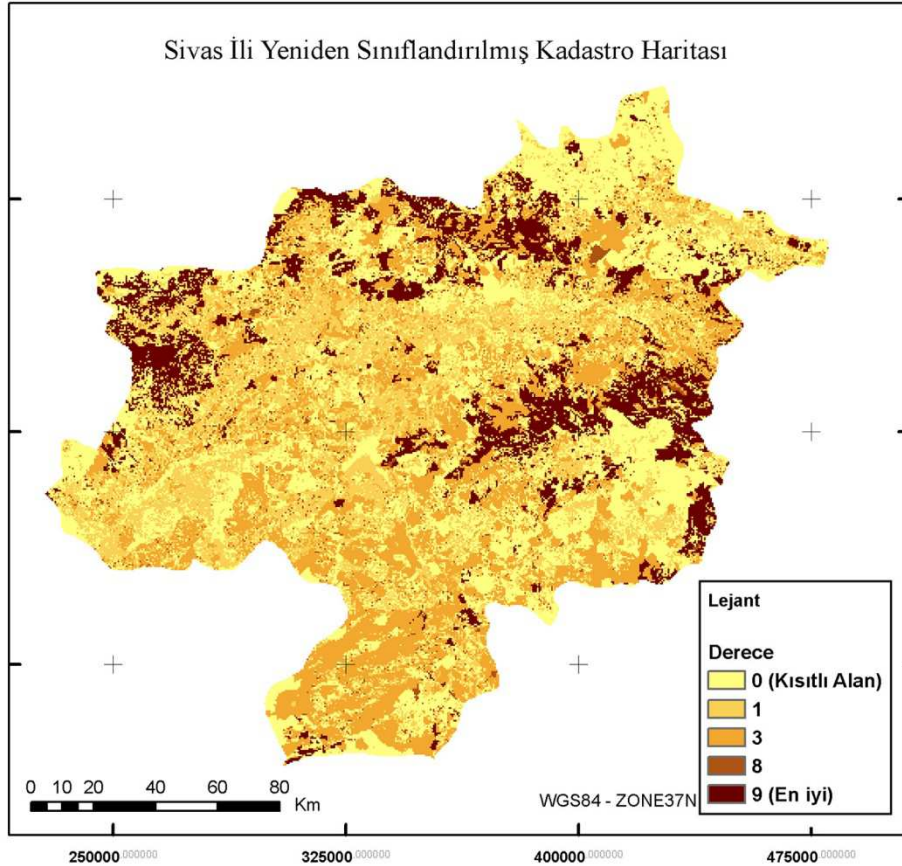 Sivas İli Yeniden Sınıflandırılmış Kadastro Haritası
Lejant
Derece
0 (Kısıtlı Alan)
1
3
8
9 (En iyi)
0 10 20 40 60 80
Km
WGS84 - ZONE37N
250000.000000 325000.000000 400000.000000 475000.000000